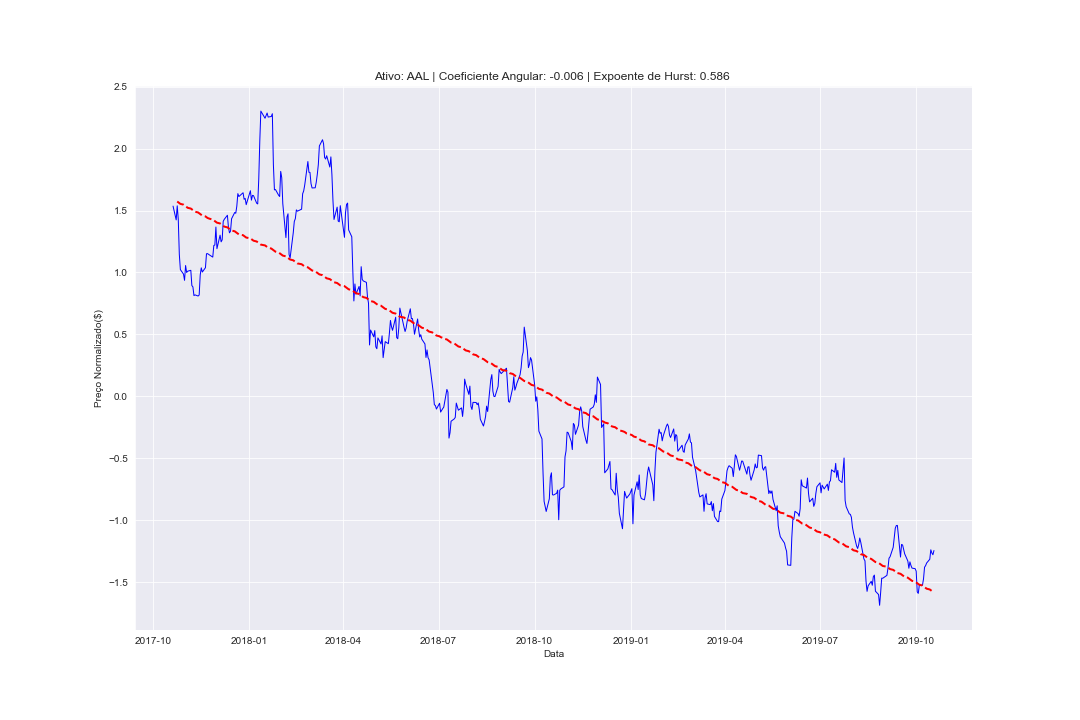 Ativo: AAL | Coeficiente Angular: -0.006 | Expoente de Hurst: 0.586
2.5
2.0
1.5
1.0
0.5
0.0
−0.5
−1.0
−1.5
Preço Normalizado($)
2017-10 2018-01 2018-04 2018-07 2018-10 2019-01 2019-04 2019-07 2019-10
Data